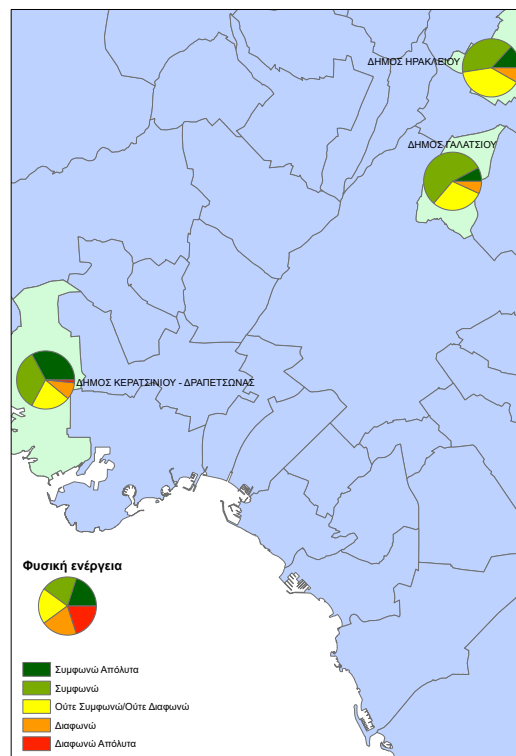 ΔΗΜΟΣ ΗΡΑΚΛΕΙΟΥ
ΔΗΜΟΣ ΓΑΛΑΤΣΙΟΥ
ΔΗΜΟΣ ΚΕΡΑΤΣΙΝΙΟΥ - ΔΡΑΠΕΤΣΩΝΑΣ
Φυσική ενέργεια
Συμφωνώ Απόλυτα
Συμφωνώ
Ούτε Συμφωνώ/Ούτε Διαφωνώ
Διαφωνώ
Διαφωνώ Απόλυτα